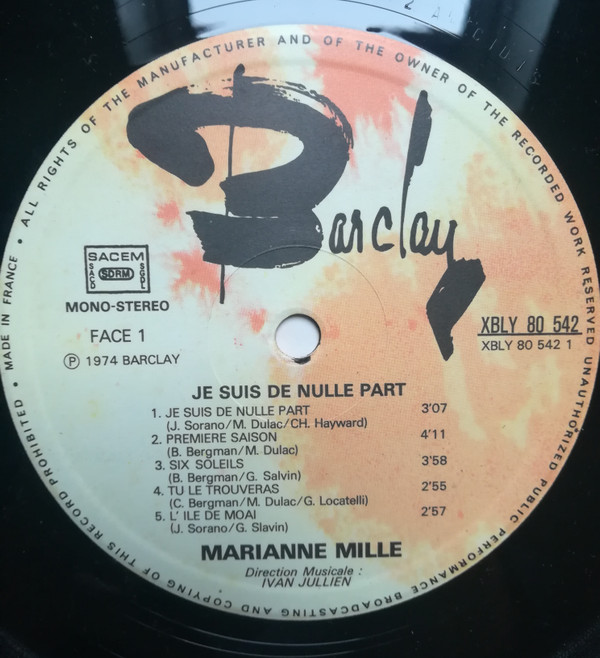 MADE IN FRANCE • ALL RIGHTS OF THE MANUFACTURER AND OF THE OWNER OF THE RECORDED WORK RESERVED UNAUTHORIZED PUBLIC PERFORMANCE BROADCASTING AND COPYING OF THIS RECORD PROHIBITED •
Barclay
SACEM
SACD SDRM SGDL
MONO-STEREO
FACE 1
Ⓟ 1974 BARCLAY
XBLY 80 542
XBLY 80 542 1
JE SUIS DE NULLE PART
1. JE SUIS DE NULLE PART 3'07
(J. Sorano/M. Dulac/CH. Hayward)
2. PREMIERE SAISON 4'11
(B. Bergman/M. Dulac)
3. SIX SOLEILS 3'58
(B. Bergman/G. Salvin)
4. TU LE TROUVERAS 2'55
(C. Bergman/M. Dulac/G. Locatelli)
5. L' ILE DE MOAI 2'57
(J. Sorano/G. Slavin)
MARIANNE MILLE
Direction Musicale :
IVAN JULLIEN